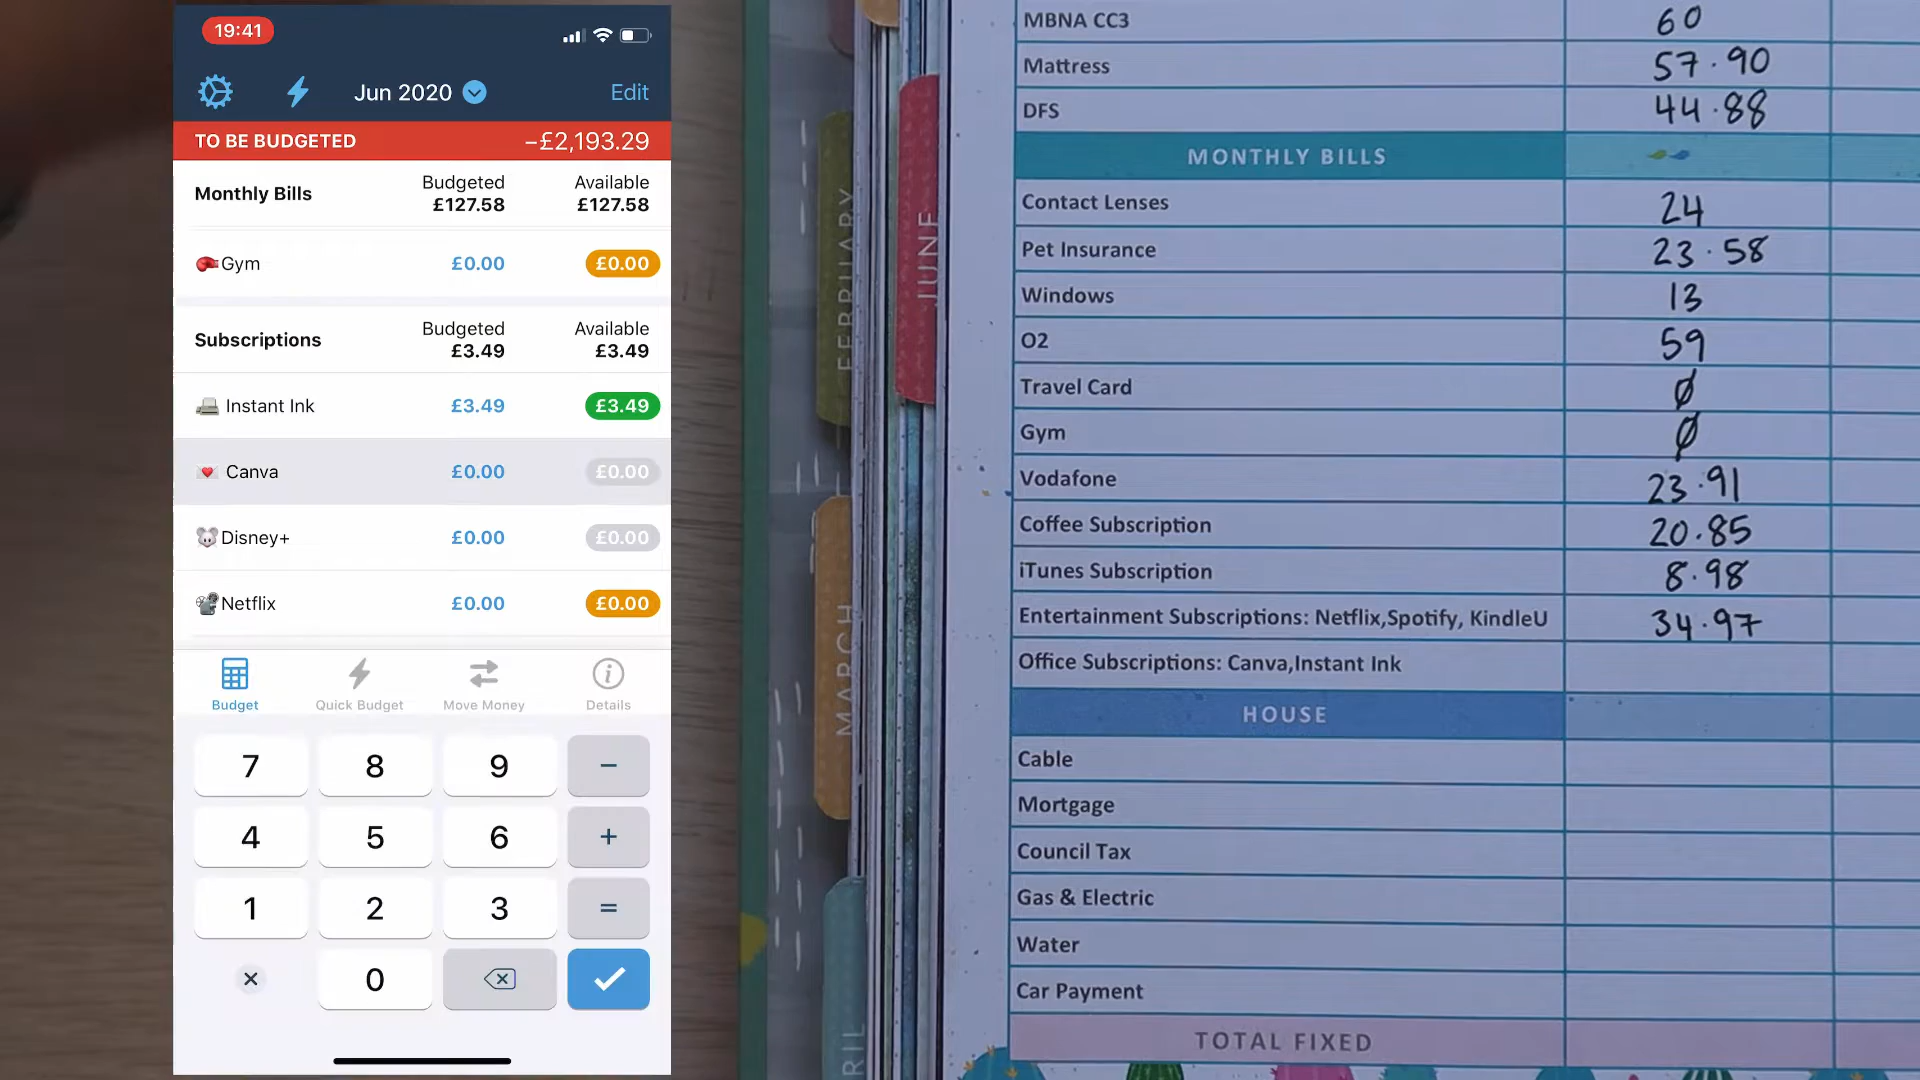 19:41
Jun 2020
Edit
TO BE BUDGETED -£2,193.29
Monthly Bills Budgeted £127.58 Available £127.58
Gym £0.00 £0.00
Subscriptions Budgeted £3.49 Available £3.49
Instant Ink £3.49 £3.49
Canva £0.00 £0.00
Disney+ £0.00 £0.00
Netflix £0.00 £0.00
Budget Quick Budget Move Money Details
7 8 9 −
4 5 6 +
1 2 3 =
× 0
FEBRUARY
JUNE
MARCH
RIL
MBNA CC3 60
Mattress 57.90
DFS 44.88
MONTHLY BILLS
Contact Lenses 24
Pet Insurance 23.58
Windows 13
O2 59
Travel Card 0
Gym 0
Vodafone 23.91
Coffee Subscription 20.85
iTunes Subscription 8.98
Entertainment Subscriptions: Netflix,Spotify, KindleU 34.97
Office Subscriptions: Canva,Instant Ink
HOUSE
Cable
Mortgage
Council Tax
Gas & Electric
Water
Car Payment
TOTAL FIXED